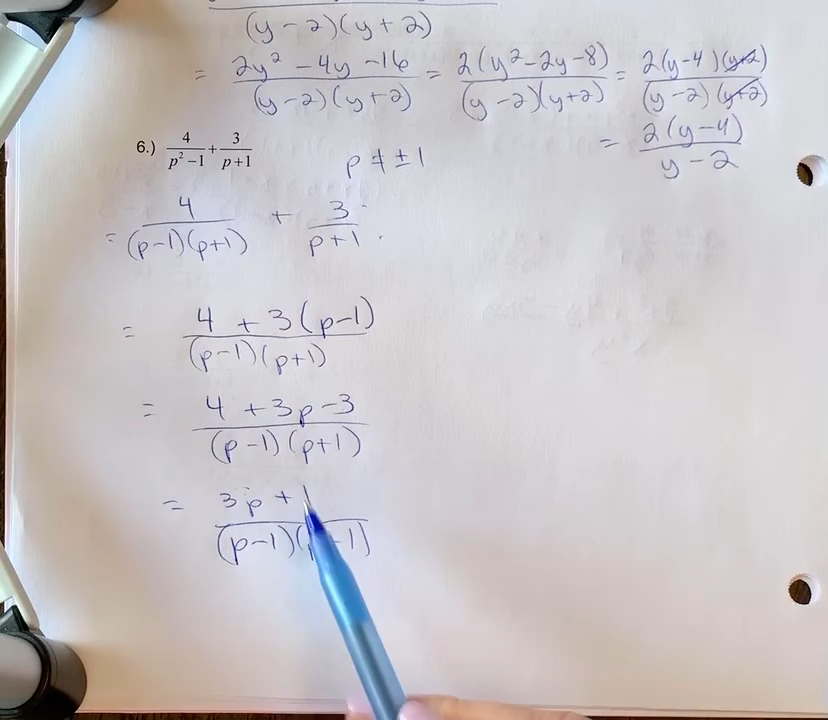 (y-2)(y+2)
= 2y² - 4y - 16 / (y-2)(y+2) = 2(y² - 2y - 8) / (y-2)(y+2) = 2(y-4)(y+2) / (y-2)(y+2)
= 2(y-4) / y-2
6.) 4/(p²-1) + 3/(p+1) p ≠ ±1
= 4 / (p-1)(p+1) + 3 / p+1
= 4 + 3(p-1) / (p-1)(p+1)
= 4 + 3p - 3 / (p-1)(p+1)
= 3p + 1 / (p-1)( 1)